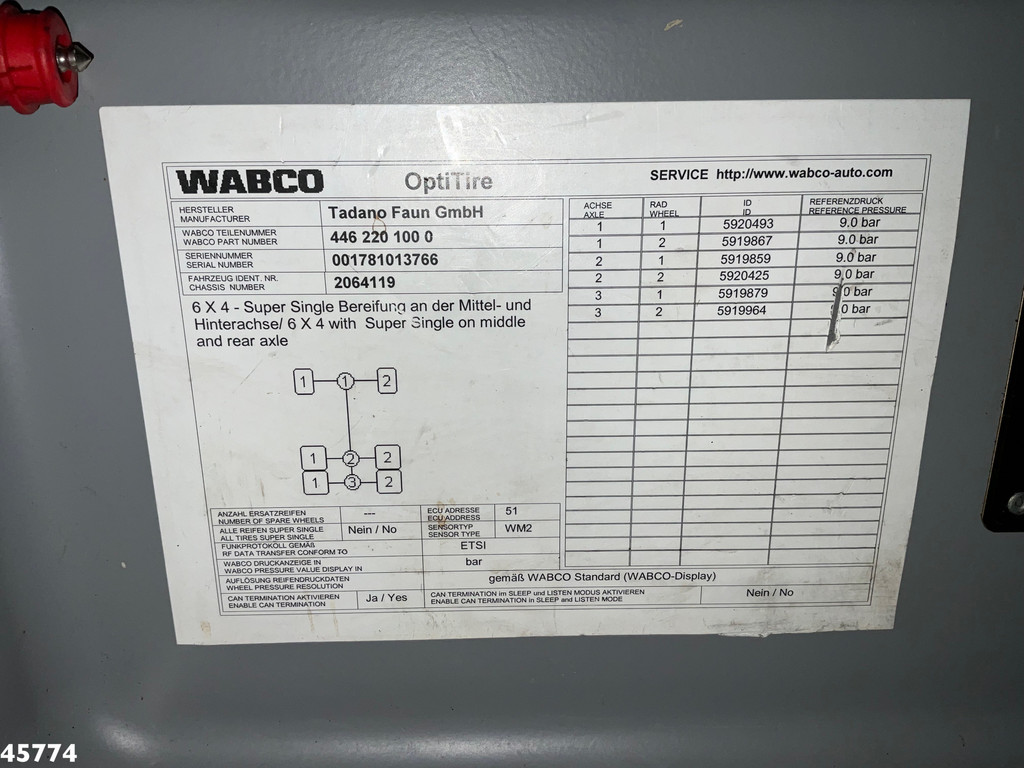 WABCO OptiTire SERVICE http://www.wabco-auto.com
HERSTELLER
MANUFACTURER
Tadano Faun GmbH
WABCO TEILENUMMER
WABCO PART NUMBER
446 220 100 0
SERIENNUMMER
SERIAL NUMBER
001781013766
FAHRZEUG IDENT. NR.
CHASSIS NUMBER
2064119
6 X 4 - Super Single Bereifung an der Mittel- und
Hinterachse/ 6 X 4 with Super Single on middle
and rear axle
1 1 2
1 2 2
1 3 2
ANZAHL ERSATZREIFEN
NUMBER OF SPARE WHEELS
---
ECU ADRESSE
ECU ADDRESS
51
ALLE REIFEN SUPER SINGLE
ALL TIRES SUPER SINGLE
Nein / No
SENSORTYP
SENSOR TYPE
WM2
FUNKPROTOKOLL GEMÄß
RF DATA TRANSFER CONFORM TO
ETSI
WABCO DRUCKANZEIGE IN
WABCO PRESSURE VALUE DISPLAY IN
bar
AUFLÖSUNG REIFENDRUCKDATEN
WHEEL PRESSURE RESOLUTION
gemäß WABCO Standard (WABCO-Display)
CAN TERMINATION AKTIVIEREN
ENABLE CAN TERMINATION
Ja / Yes
CAN TERMINATION im SLEEP und LISTEN MODUS AKTIVIEREN
ENABLE CAN TERMINATION in SLEEP and LISTEN MODE
Nein / No
ACHSE RAD ID REFERENZDRUCK
AXLE WHEEL ID REFERENCE PRESSURE
1 1 5920493 9.0 bar
1 2 5919867 9.0 bar
2 1 5919859 9.0 bar
2 2 5920425 9.0 bar
3 1 5919879 9.0 bar
3 2 5919964 0 bar
45774